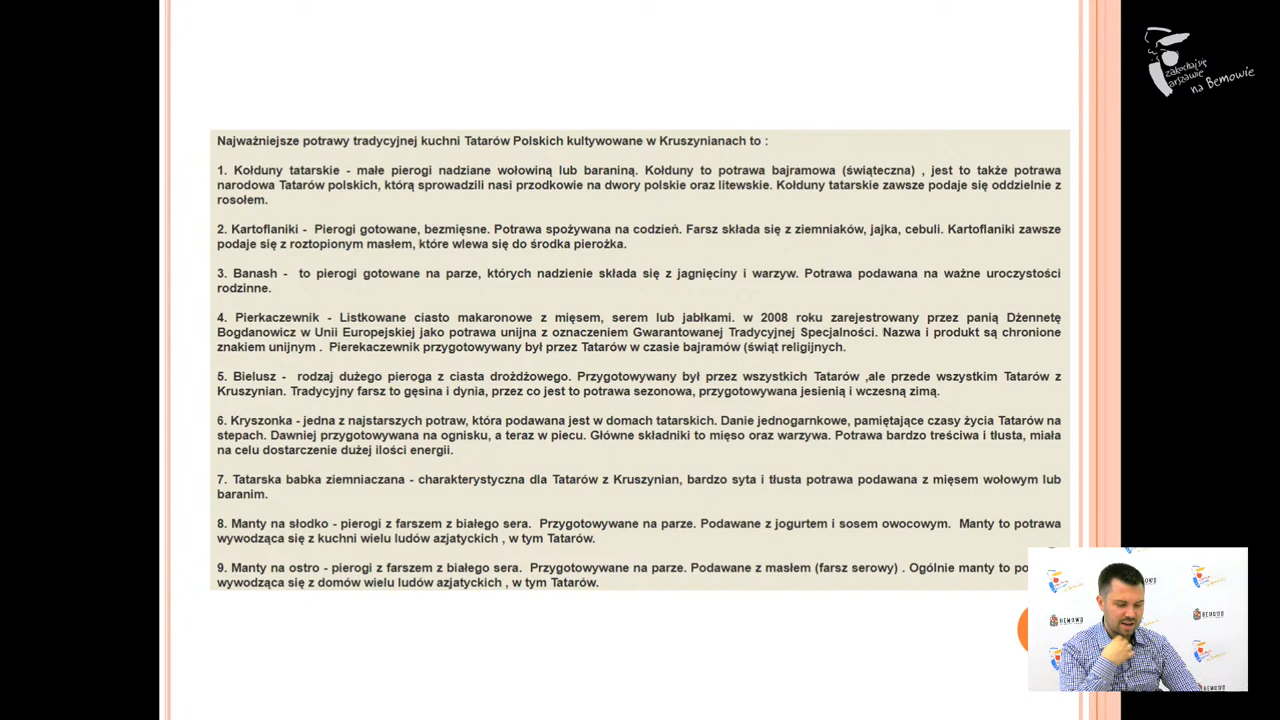 zakochaj się
w Warszawie
na Bemowie
Najważniejsze potrawy tradycyjnej kuchni Tatarów Polskich kultywowane w Kruszynianach to :
1. Kołduny tatarskie - małe pierogi nadziane wołowiną lub baraniną. Kołduny to potrawa bajramowa (świąteczna) , jest to także potrawa
narodowa Tatarów polskich, którą sprowadzili nasi przodkowie na dwory polskie oraz litewskie. Kołduny tatarskie zawsze podaje się oddzielnie z
rosołem.
2. Kartoflaniki - Pierogi gotowane, bezmięsne. Potrawa spożywana na codzień. Farsz składa się z ziemniaków, jajka, cebuli. Kartoflaniki zawsze
podaje się z roztopionym masłem, które wlewa się do środka pierożka.
3. Banash - to pierogi gotowane na parze, których nadzienie składa się z jagnięciny i warzyw. Potrawa podawana na ważne uroczystości
rodzinne.
4. Pierkaczewnik - Listkowane ciasto makaronowe z mięsem, serem lub jabłkami. w 2008 roku zarejestrowany przez panią Dżennetę
Bogdanowicz w Unii Europejskiej jako potrawa unijna z oznaczeniem Gwarantowanej Tradycyjnej Specjalności. Nazwa i produkt są chronione
znakiem unijnym . Pierekaczewnik przygotowywany był przez Tatarów w czasie bajramów (świąt religijnych.
5. Bielusz - rodzaj dużego pieroga z ciasta drożdżowego. Przygotowywany był przez wszystkich Tatarów ,ale przede wszystkim Tatarów z
Kruszynian. Tradycyjny farsz to gęsina i dynia, przez co jest to potrawa sezonowa, przygotowywana jesienią i wczesną zimą.
6. Kryszonka - jedna z najstarszych potraw, która podawana jest w domach tatarskich. Danie jednogarnkowe, pamiętające czasy życia Tatarów na
stepach. Dawniej przygotowywana na ognisku, a teraz w piecu. Główne składniki to mięso oraz warzywa. Potrawa bardzo treściwa i tłusta, miała
na celu dostarczenie dużej ilości energii.
7. Tatarska babka ziemniaczana - charakterystyczna dla Tatarów z Kruszynian, bardzo syta i tłusta potrawa podawana z mięsem wołowym lub
baranim.
8. Manty na słodko - pierogi z farszem z białego sera. Przygotowywane na parze. Podawane z jogurtem i sosem owocowym. Manty to potrawa
wywodząca się z kuchni wielu ludów azjatyckich , w tym Tatarów.
9. Manty na ostro - pierogi z farszem z białego sera. Przygotowywane na parze. Podawane z masłem (farsz serowy) . Ogólnie manty to po
wywodząca się z domów wielu ludów azjatyckich , w tym Tatarów.
BEMOWO
BEMOWO